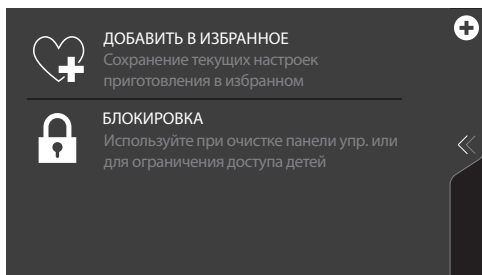 ДОБАВИТЬ В ИЗБРАННОЕ
Сохранение текущих настроек
приготовления в избранном
БЛОКИРОВКА
Используйте при очистке панели упр. или
для ограничения доступа детей